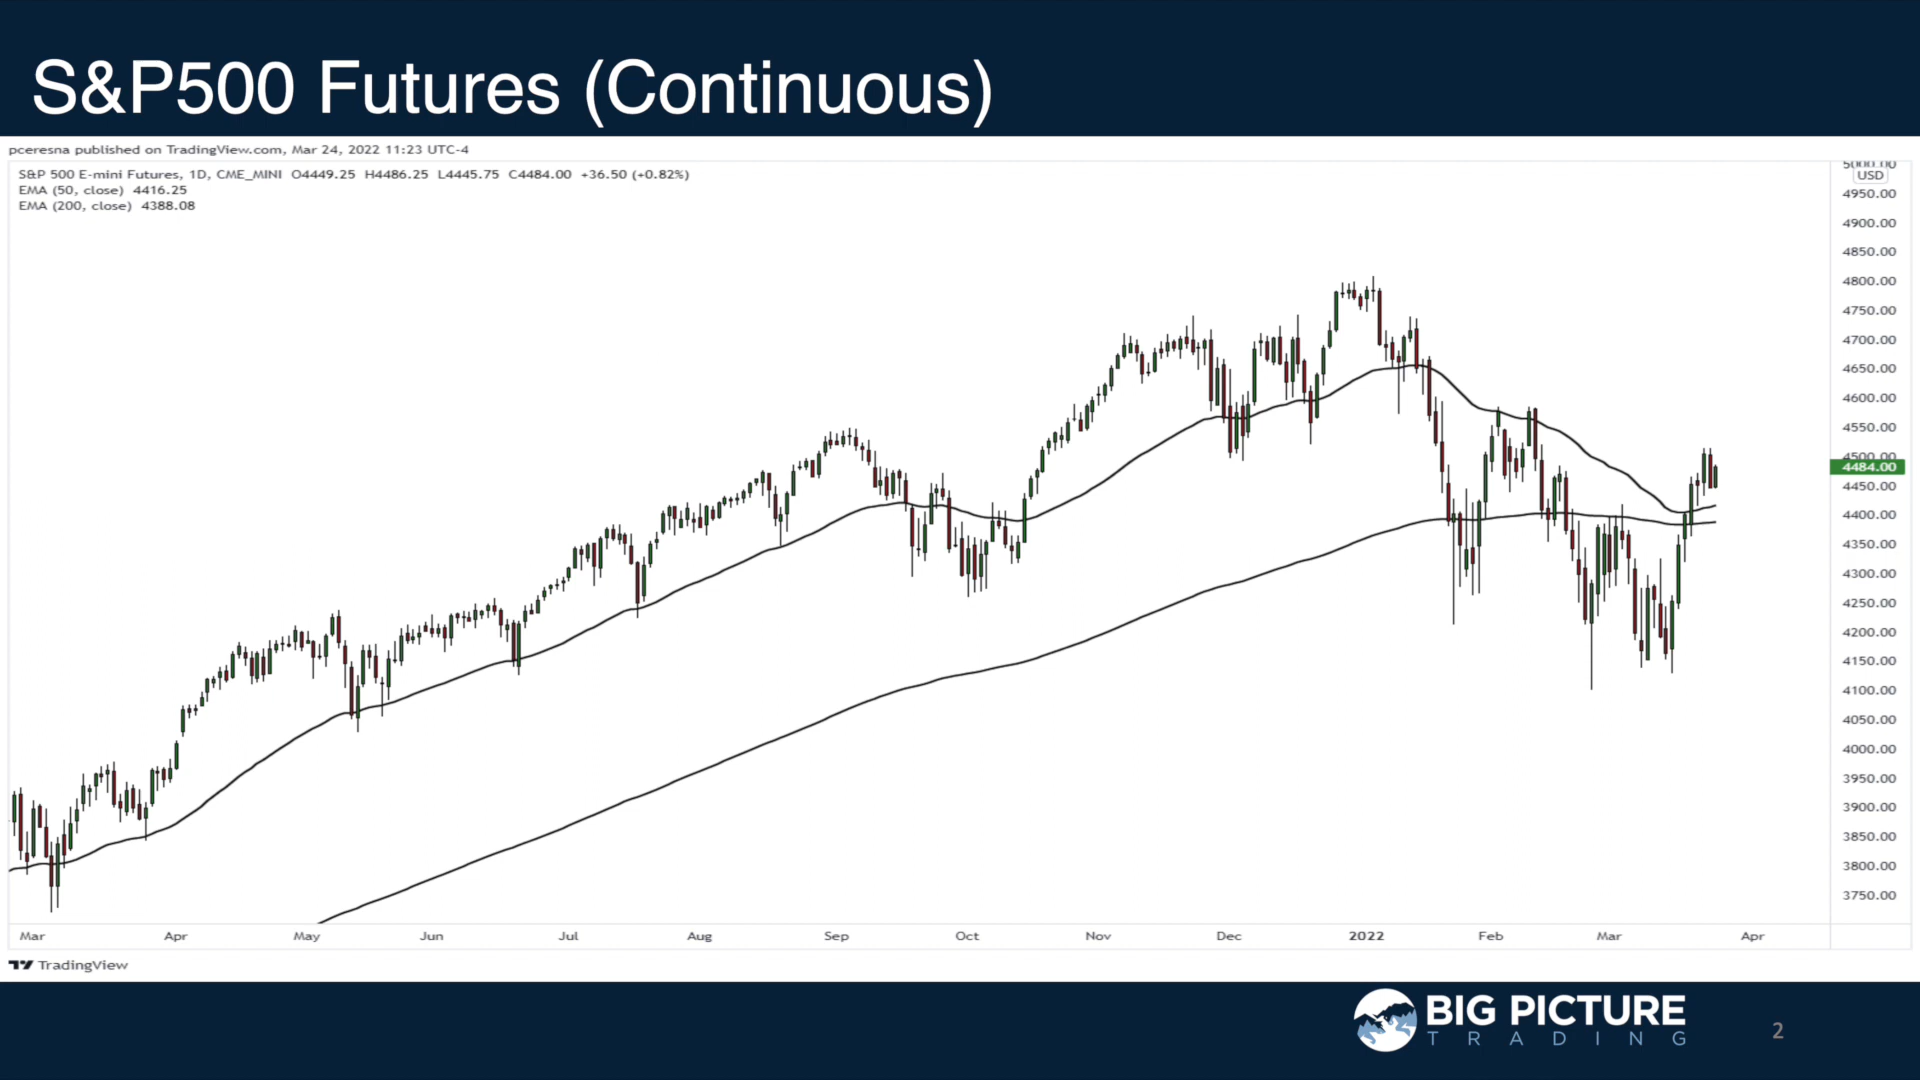 S&P500 Futures (Continuous)
pceresna published on TradingView.com, Mar 24, 2022 11:23 UTC-4
S&P 500 E-mini Futures, 1D, CME_MINI O4449.25 H4486.25 L4445.75 C4484.00 +36.50 (+0.82%)
EMA (50, close) 4416.25
EMA (200, close) 4388.08
5000.00
USD
4950.00
4900.00
4850.00
4800.00
4750.00
4700.00
4650.00
4600.00
4550.00
4500.00
4484.00
4450.00
4400.00
4350.00
4300.00
4250.00
4200.00
4150.00
4100.00
4050.00
4000.00
3950.00
3900.00
3850.00
3800.00
3750.00
Mar Apr May Jun Jul Aug Sep Oct Nov Dec 2022 Feb Mar Apr
TradingView
BIG PICTURE
TRADING
2